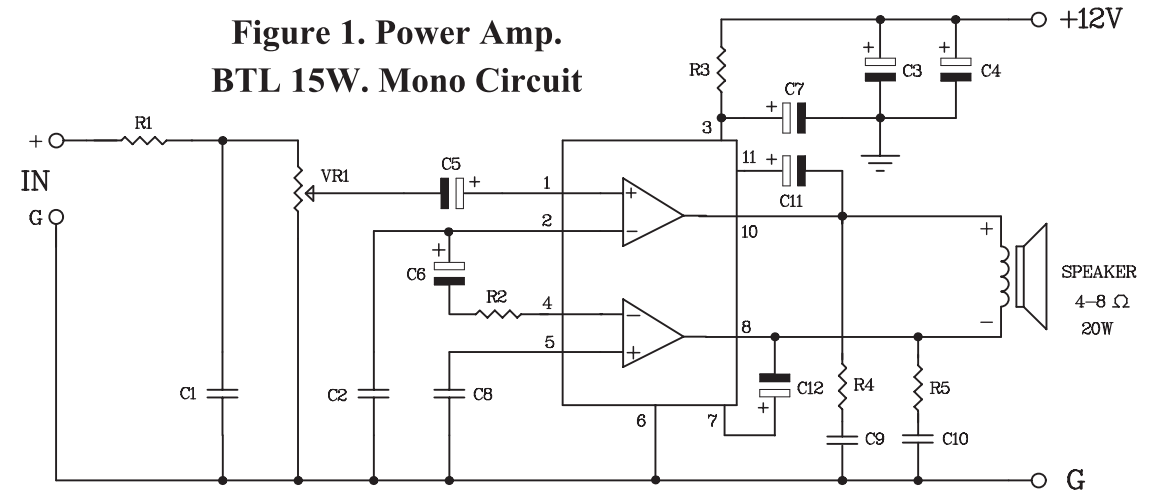 Figure 1. Power Amp.
BTL 15W. Mono Circuit
+12V
R3
+
C3
+
C4
+
C7
3
R1
+
IN
G
VR1
C5
+
1
2
11
+
C11
10
+
+
C6
R2
4
5
+
−
−
+
SPEAKER
4−8 Ω
20W
−
8
C1
C2
C8
C12
+
R4
R5
6
7
C9
C10
G